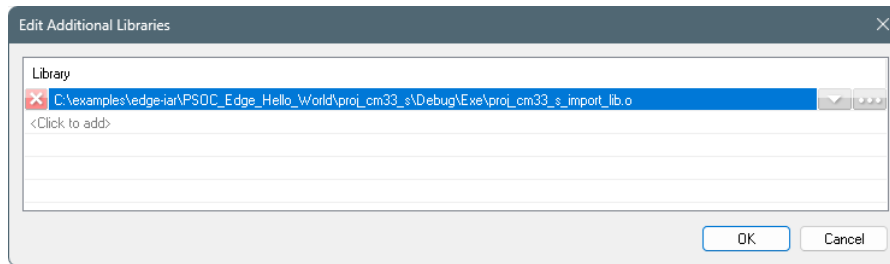 Edit Additional Libraries
Library
C:\examples\edge-iar\PSOC_Edge_Hello_World\proj_cm33_s\Debug\Exe\proj_cm33_s_import_lib.o
<Click to add>
OK
Cancel